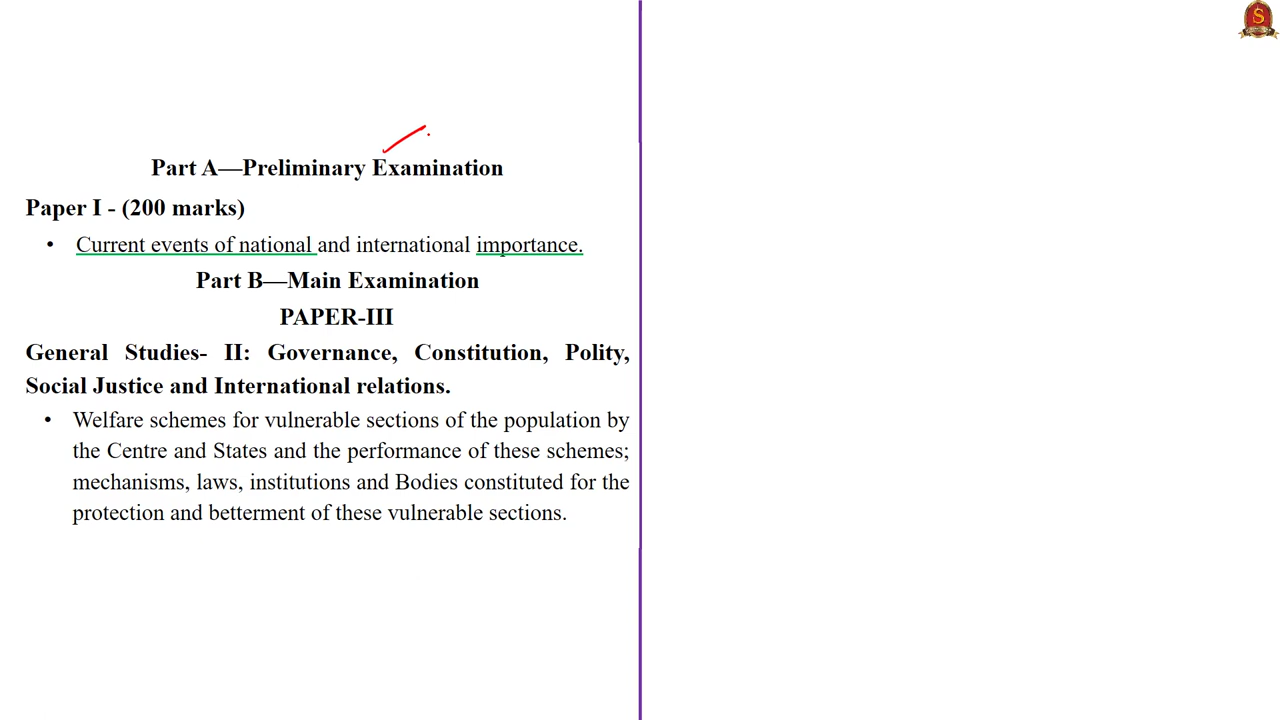 S
Part A—Preliminary Examination
Paper I - (200 marks)
• Current events of national and international importance.
Part B—Main Examination
PAPER-III
General Studies- II: Governance, Constitution, Polity,
Social Justice and International relations.
• Welfare schemes for vulnerable sections of the population by
the Centre and States and the performance of these schemes;
mechanisms, laws, institutions and Bodies constituted for the
protection and betterment of these vulnerable sections.